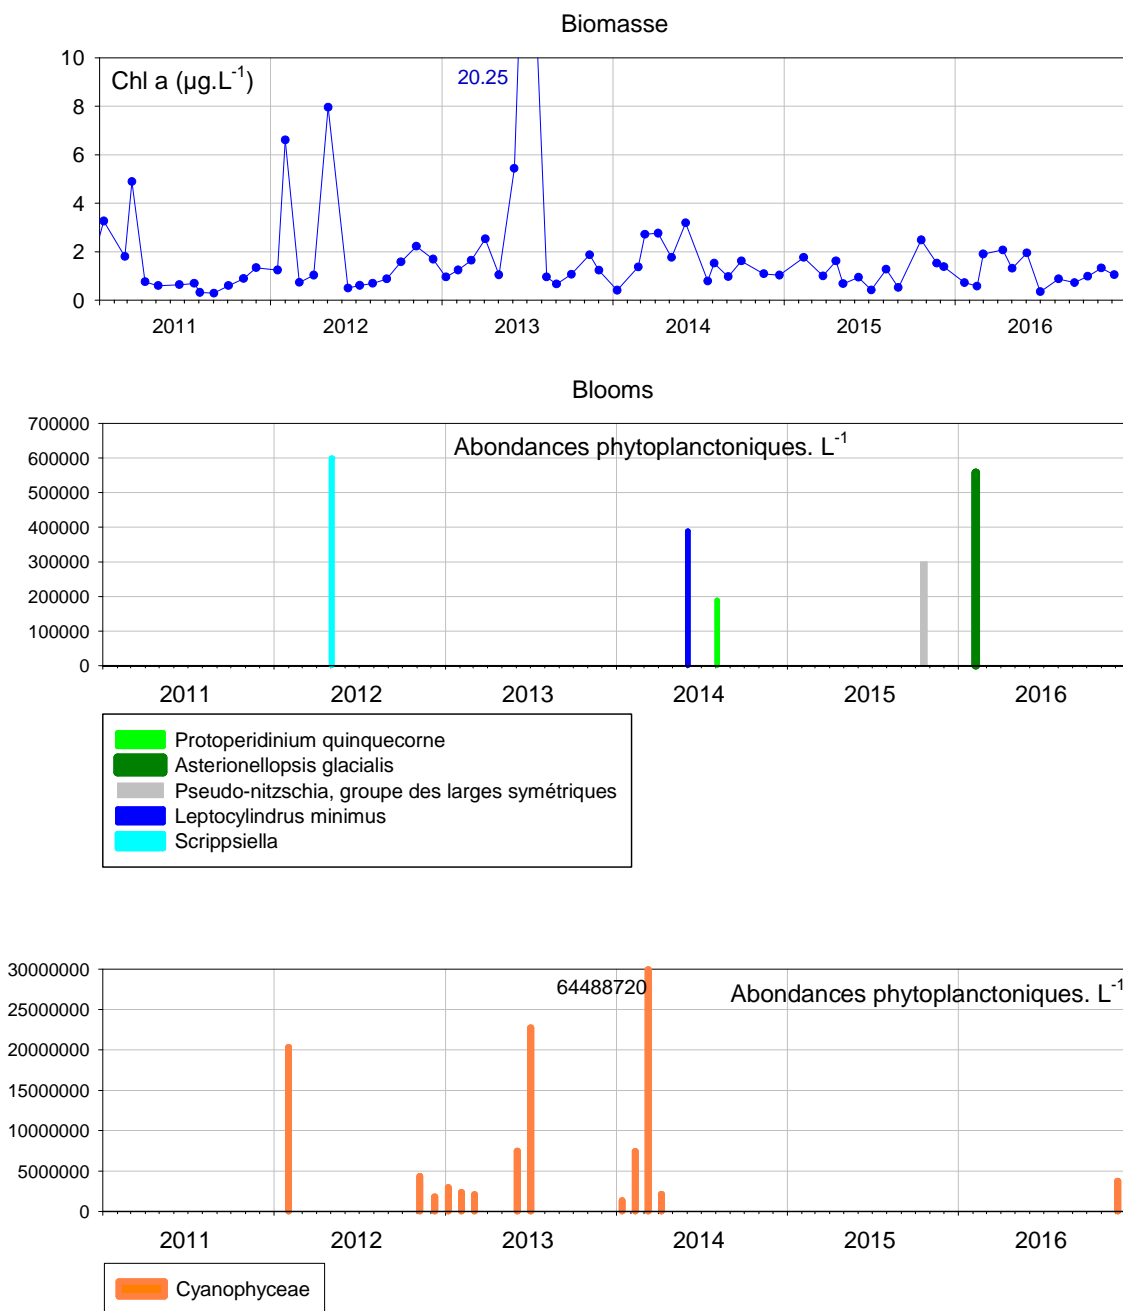 Biomasse
10
Chl a (µg.L-1)
20.25
8
6
4
2
0
2011 2012 2013 2014 2015 2016
Blooms
700000
Abondances phytoplanctoniques. L-1
600000
500000
400000
300000
200000
100000
0
2011 2012 2013 2014 2015 2016
Protoperidinium quinquecorne
Asterionellopsis glacialis
Pseudo-nitzschia, groupe des larges symétriques
Leptocylindrus minimus
Scrippsiella
30000000
64488720 Abondances phytoplanctoniques. L-1
25000000
20000000
15000000
10000000
5000000
0
2011 2012 2013 2014 2015 2016
Cyanophyceae